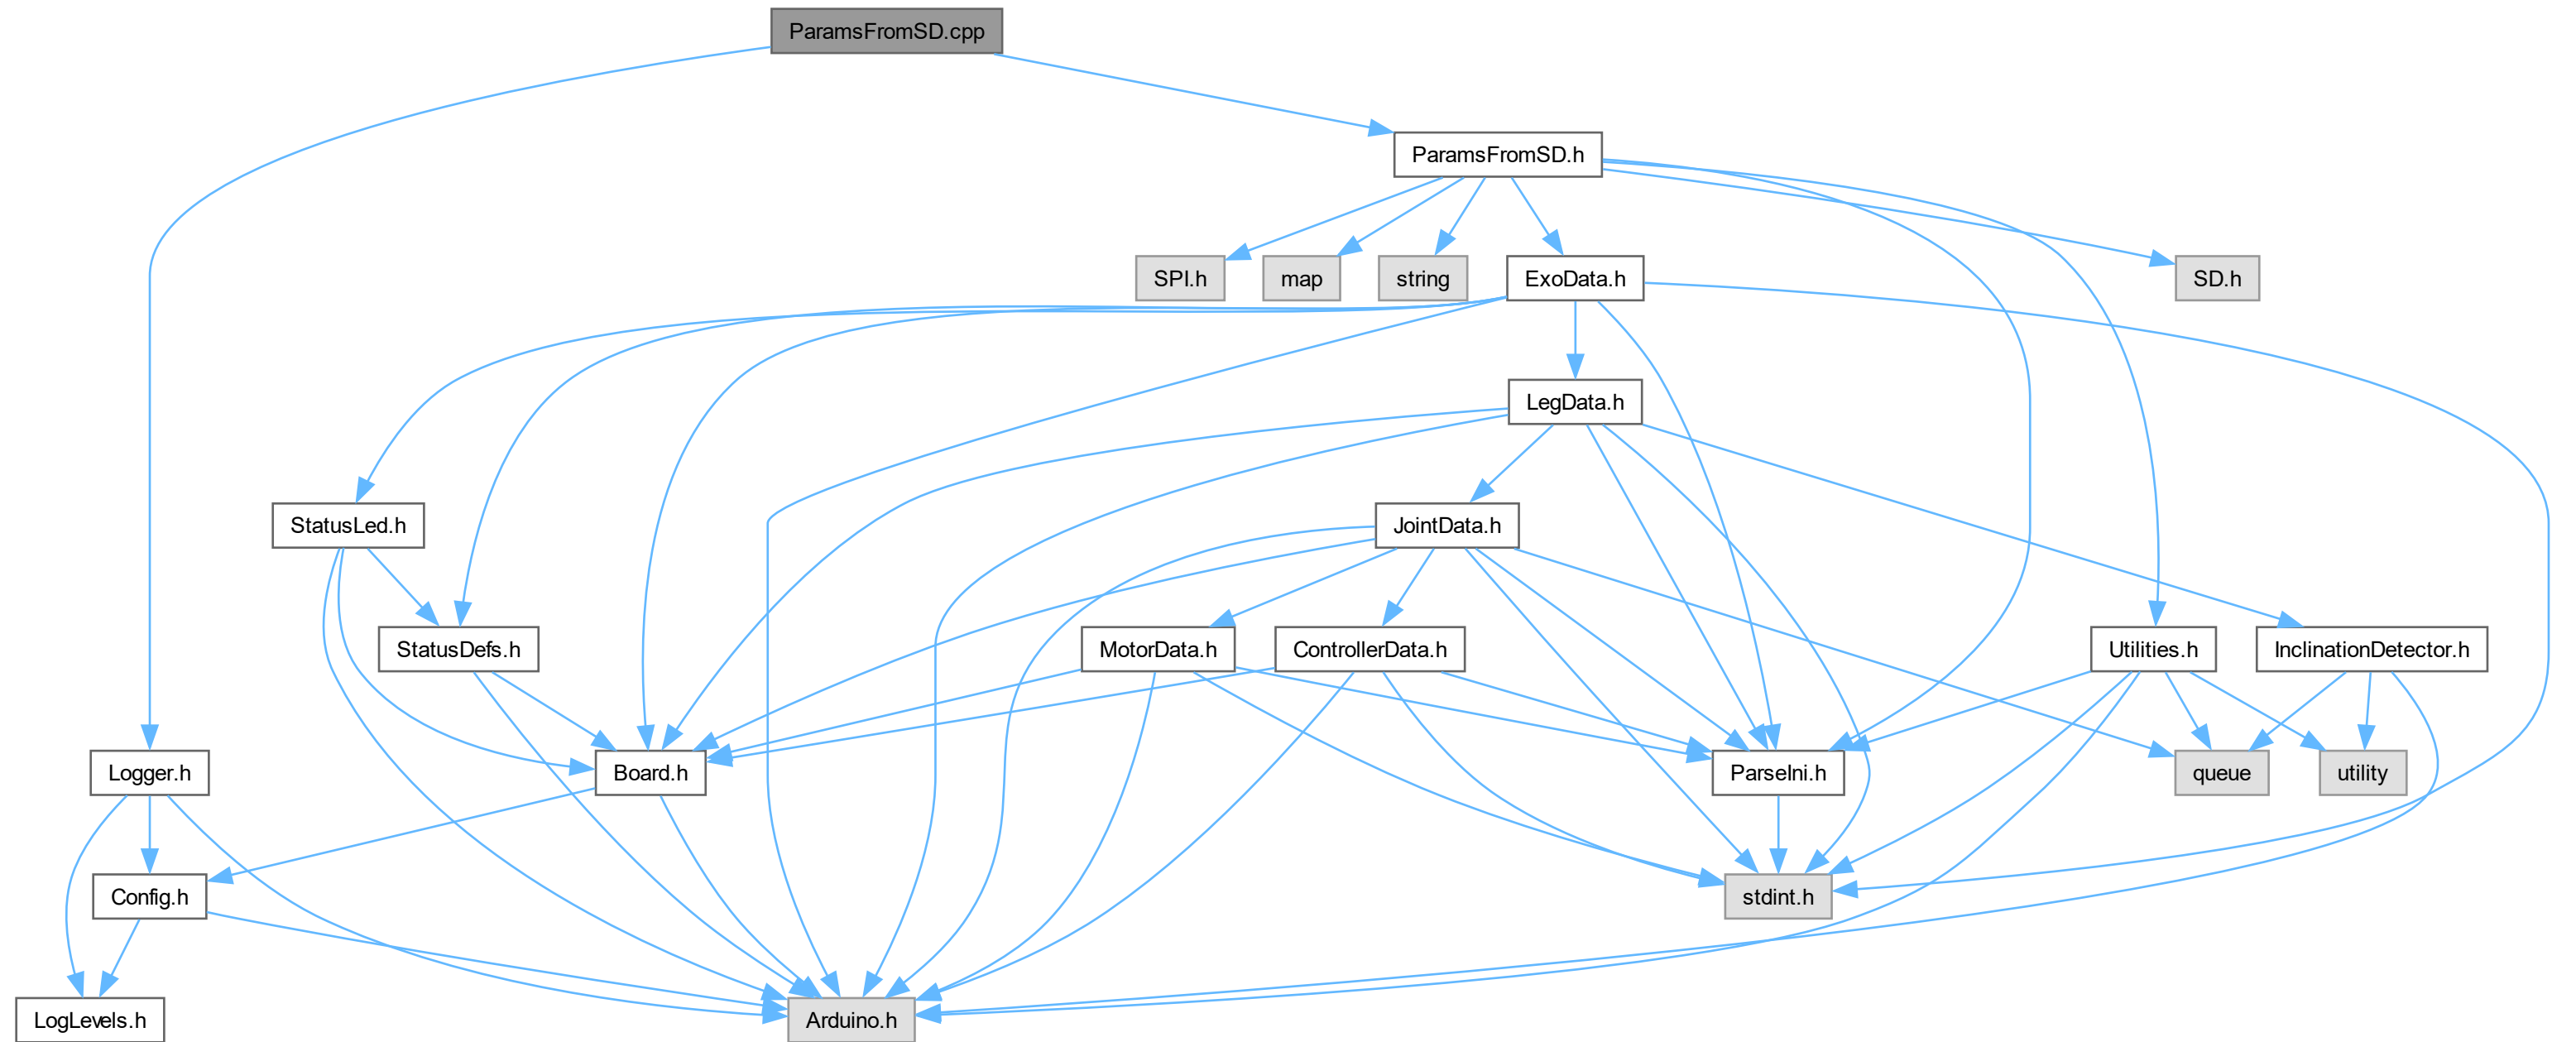 ParamsFromSD.cpp
ParamsFromSD.h
SPI.h
map
string
ExoData.h
SD.h
LegData.h
StatusLed.h
JointData.h
StatusDefs.h
MotorData.h
ControllerData.h
Utilities.h
InclinationDetector.h
Logger.h
Board.h
ParseIni.h
queue
utility
Config.h
stdint.h
LogLevels.h
Arduino.h